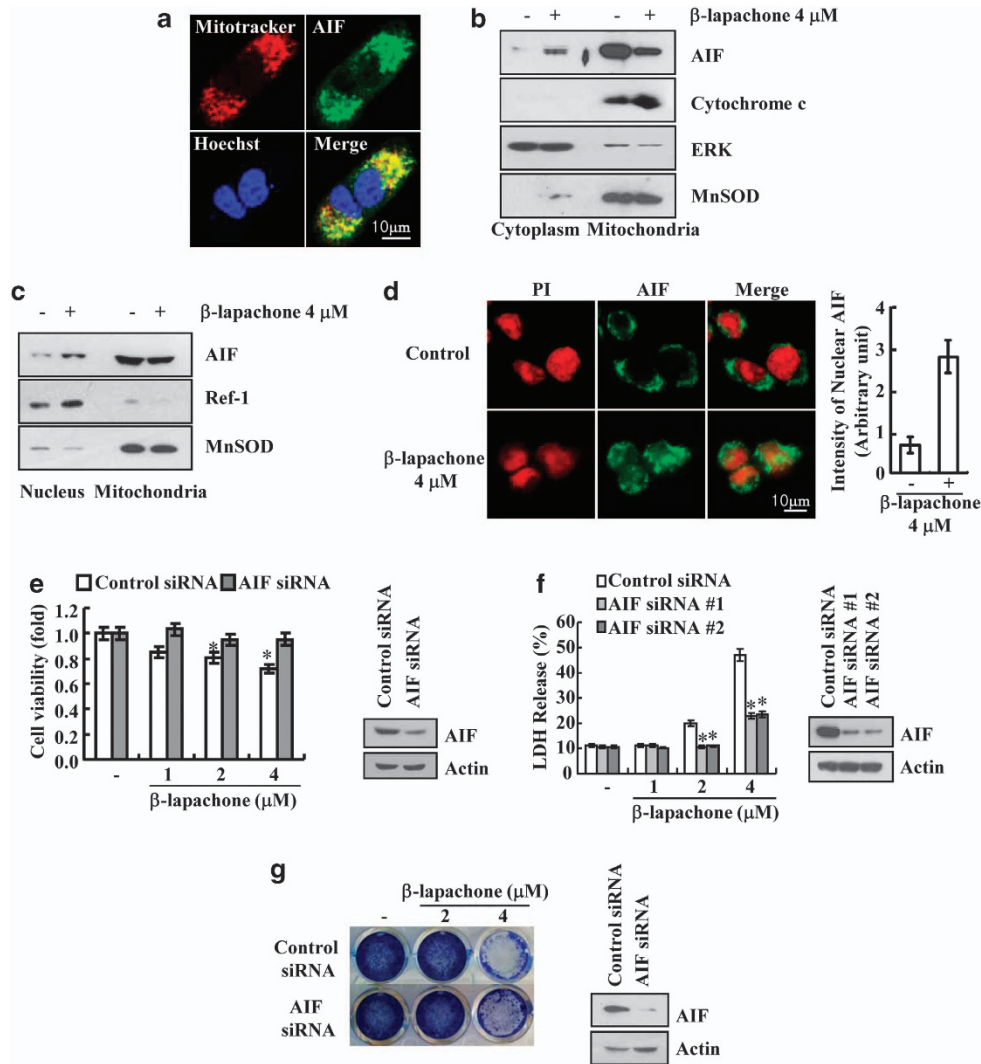 a
Mitotracker
AIF
Hoechst
Merge
10μm
b
- + - + β-lapachone 4 μM
AIF
Cytochrome c
ERK
MnSOD
Cytoplasm Mitochondria
c
- + - + β-lapachone 4 μM
AIF
Ref-1
MnSOD
Nucleus Mitochondria
d
PI AIF Merge
Control
β-lapachone
4 μM
10μm
Intensity of Nuclear AIF
(Arbitrary unit)
4
3
2
1
0
- +
β-lapachone
4 μM
e
Control siRNA AIF siRNA
Cell viability (fold)
1.2
1.0
0.8
0.6
0.4
0.2
0.0
* *
- 1 2 4
β-lapachone (μM)
Control siRNA
AIF siRNA
AIF
Actin
f
Control siRNA
AIF siRNA #1
AIF siRNA #2
LDH Release (%)
60
50
40
30
20
10
0
** **
- 1 2 4
β-lapachone (μM)
Control siRNA
AIF siRNA #1
AIF siRNA #2
AIF
Actin
g
β-lapachone (μM)
- 2 4
Control
siRNA
AIF
siRNA
Control siRNA
AIF siRNA
AIF
Actin